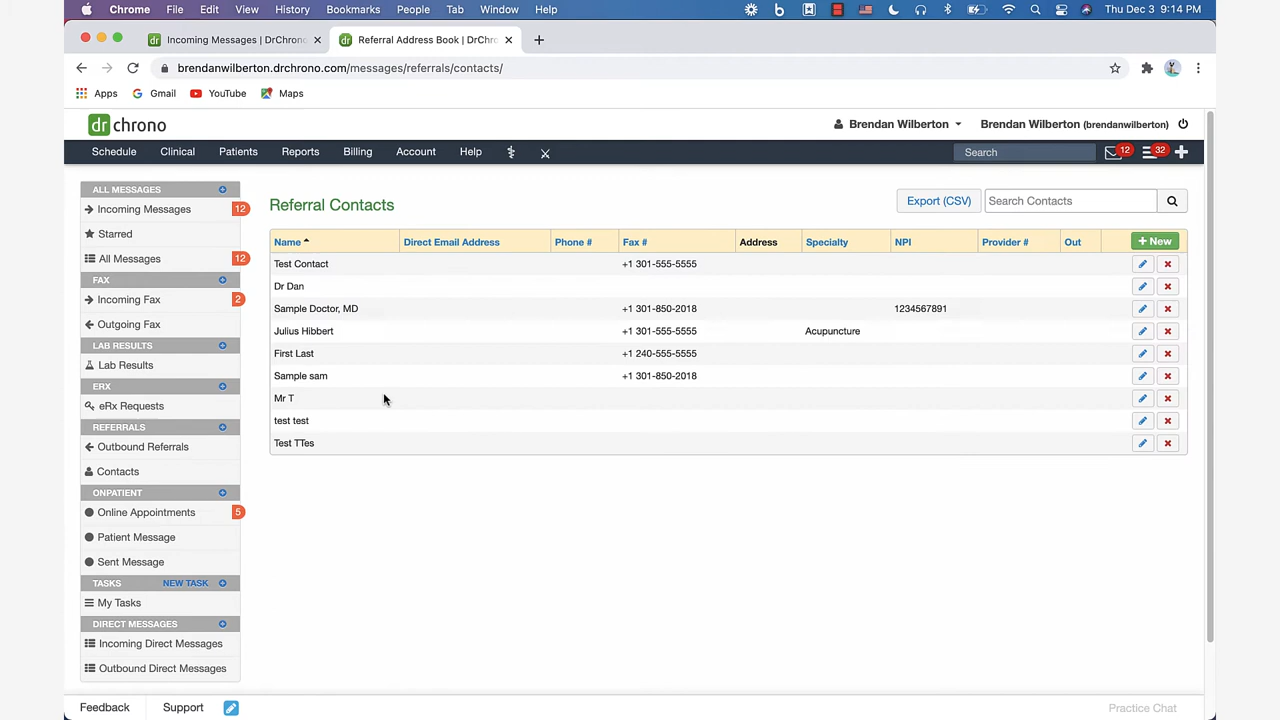 Chrome File Edit View History Bookmarks People Tab Window Help Thu Dec 3 9:14 PM
Incoming Messages | DrChrono Referral Address Book | DrChro
brendanwilberton.drchrono.com/messages/referrals/contacts/
Apps Gmail YouTube Maps
dr chrono Brendan Wilberton Brendan Wilberton (brendanwilberton)
Schedule Clinical Patients Reports Billing Account Help Search 12 32
ALL MESSAGES
Incoming Messages 12
Starred
All Messages 12
FAX
Incoming Fax 2
Outgoing Fax
LAB RESULTS
Lab Results
ERX
eRx Requests
REFERRALS
Outbound Referrals
Contacts
ONPATIENT
Online Appointments 5
Patient Message
Sent Message
TASKS NEW TASK
My Tasks
DIRECT MESSAGES
Incoming Direct Messages
Outbound Direct Messages
Referral Contacts Export (CSV) Search Contacts
Name Direct Email Address Phone # Fax # Address Specialty NPI Provider # Out + New
Test Contact +1 301-555-5555
Dr Dan
Sample Doctor, MD +1 301-850-2018 1234567891
Julius Hibbert +1 301-555-5555 Acupuncture
First Last +1 240-555-5555
Sample sam +1 301-850-2018
Mr T
test test
Test TTes
Feedback Support Practice Chat